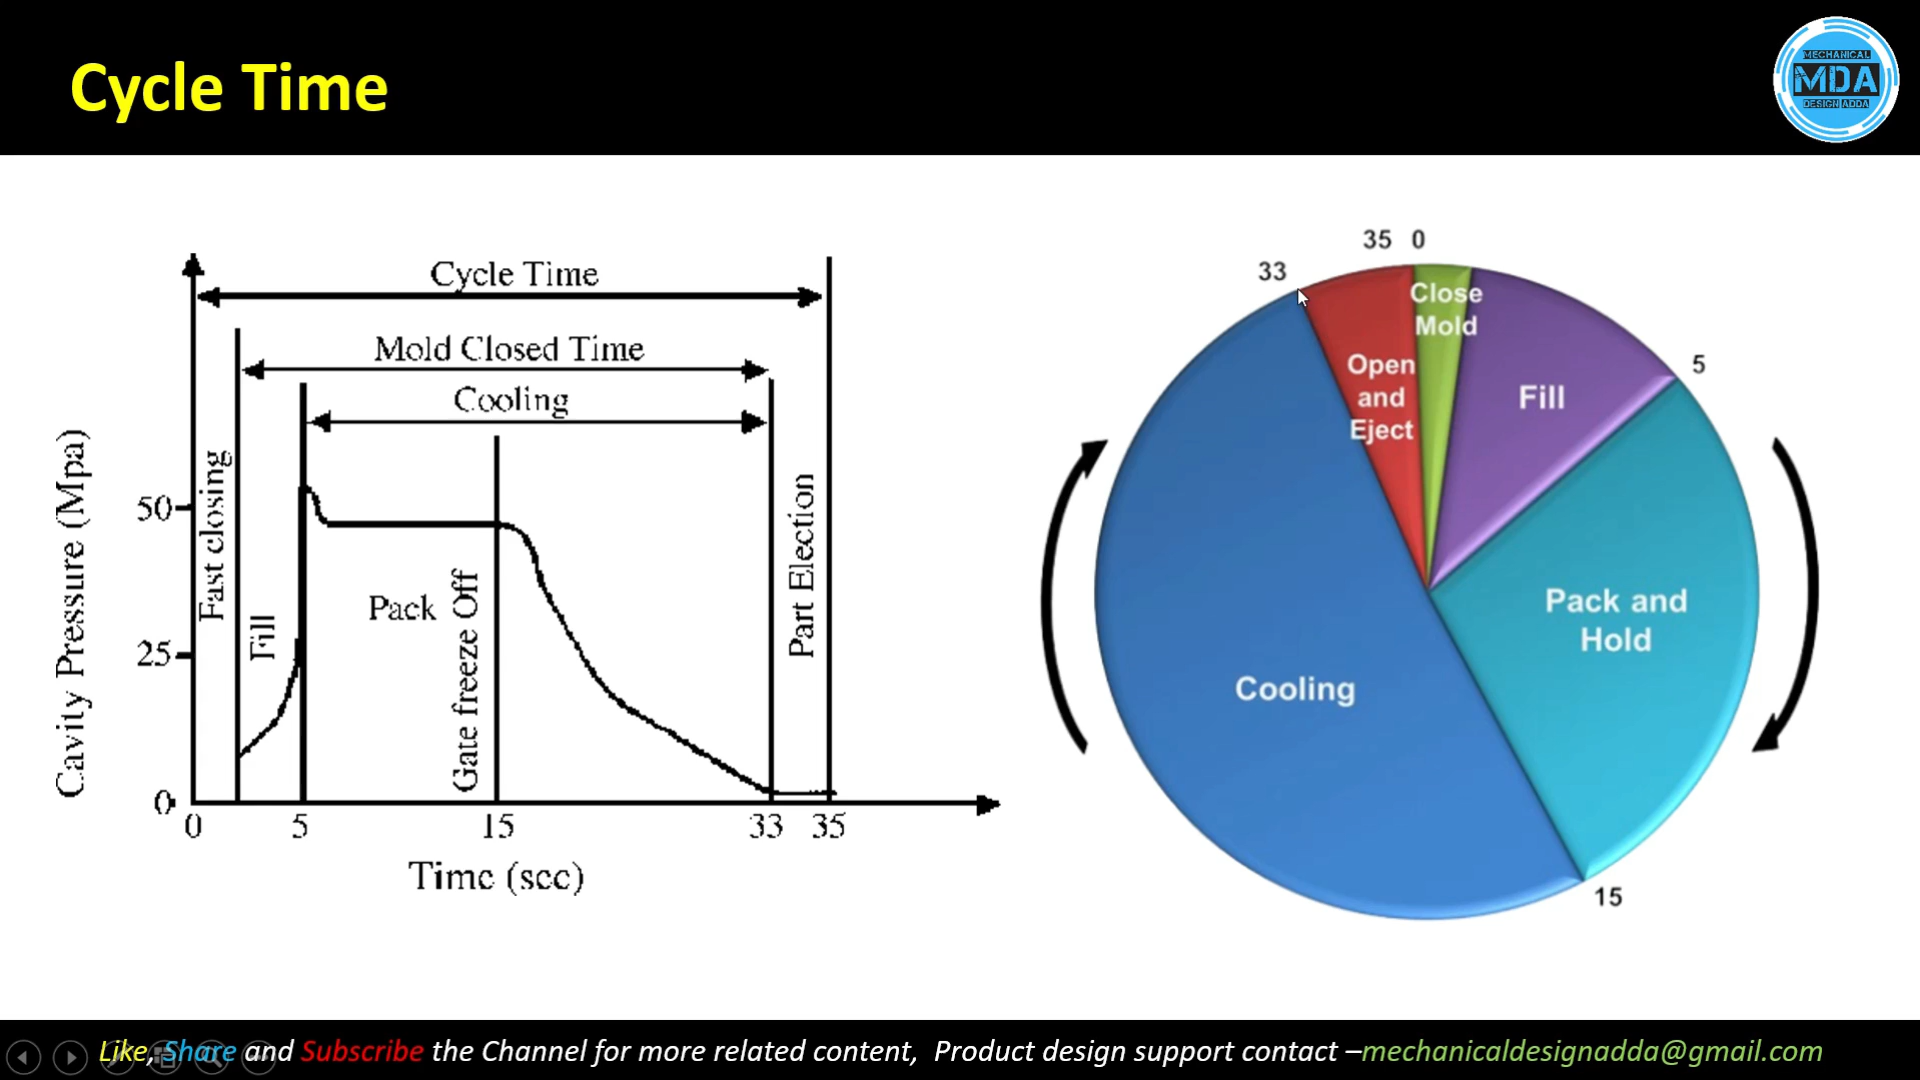 Cycle Time
MECHANICAL
MDA
DESIGN ADDA
Cycle Time
Mold Closed Time
Cooling
Cavity Pressure (Mpa)
50
25
0
Fast closing
Fill
Pack
Gate freeze Off
Part Election
0 5 15 33 35
Time (sec)
35 0
33
5
15
Close
Mold
Open
and
Eject
Fill
Pack and
Hold
Cooling
Like, Share and Subscribe the Channel for more related content, Product design support contact –mechanicaldesignadda@gmail.com